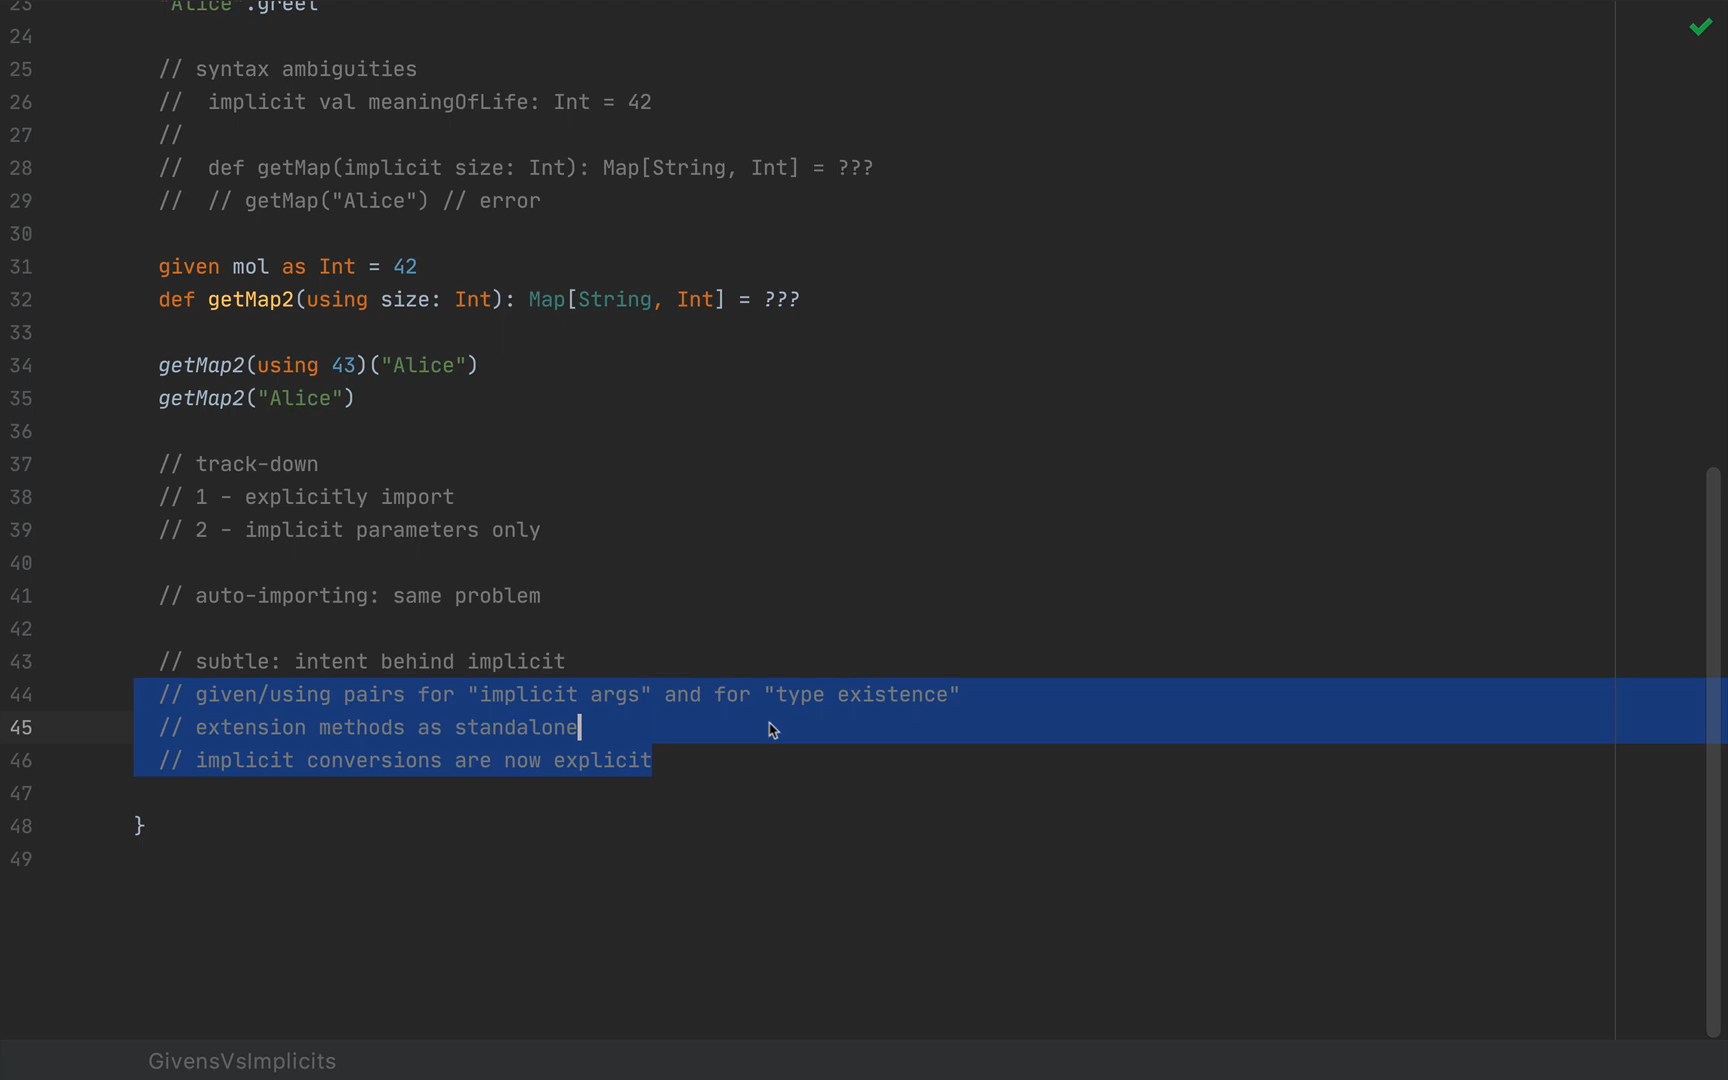 23 "Alice".greet
24
25 // syntax ambiguities
26 //  implicit val meaningOfLife: Int = 42
27 //
28 //  def getMap(implicit size: Int): Map[String, Int] = ???
29 //  // getMap("Alice") // error
30
31 given mol as Int = 42
32 def getMap2(using size: Int): Map[String, Int] = ???
33
34 getMap2(using 43)("Alice")
35 getMap2("Alice")
36
37 // track-down
38 // 1 - explicitly import
39 // 2 - implicit parameters only
40
41 // auto-importing: same problem
42
43 // subtle: intent behind implicit
44 // given/using pairs for "implicit args" and for "type existence"
45 // extension methods as standalone
46 // implicit conversions are now explicit
47
48 }
49
GivensVsImplicits